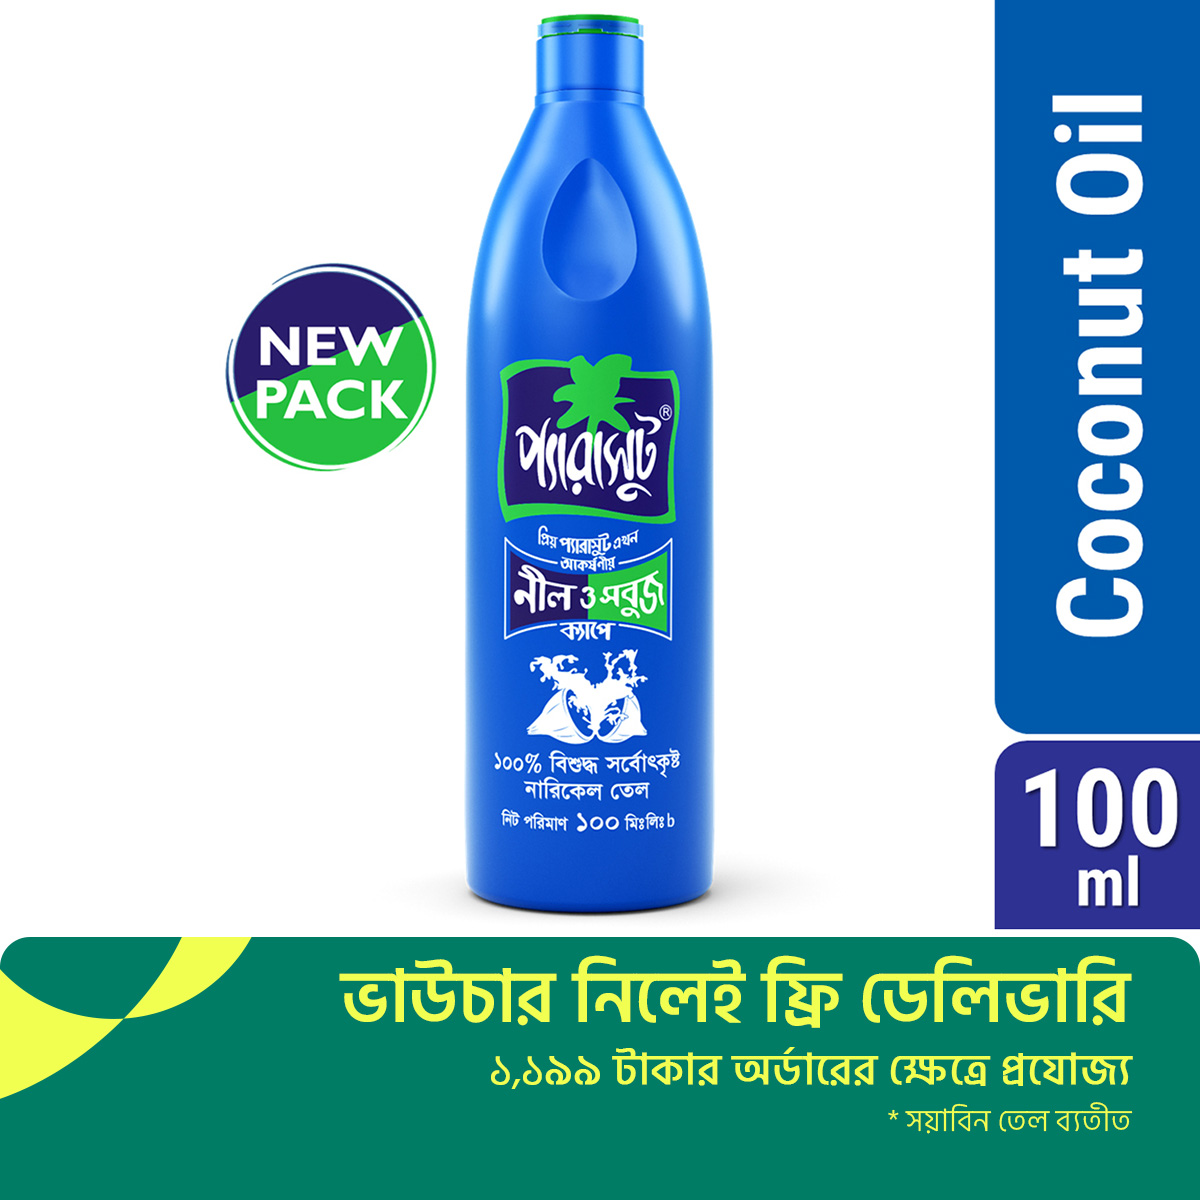 NEW
PACK
প্যারাসুট®
প্রিয় প্যারাসুট এখন
আকর্ষণীয়
নীল ও সবুজ
ক্যাপে
১০০% বিশুদ্ধ সর্বোৎকৃষ্ট
নারিকেল তেল
নিট পরিমাণ ১০০ মিঃলিঃ b
Coconut Oil
100
ml
ভাউচার নিলেই ফ্রি ডেলিভারি
১,১৯৯ টাকার অর্ডারের ক্ষেত্রে প্রযোজ্য
* সয়াবিন তেল ব্যতীত